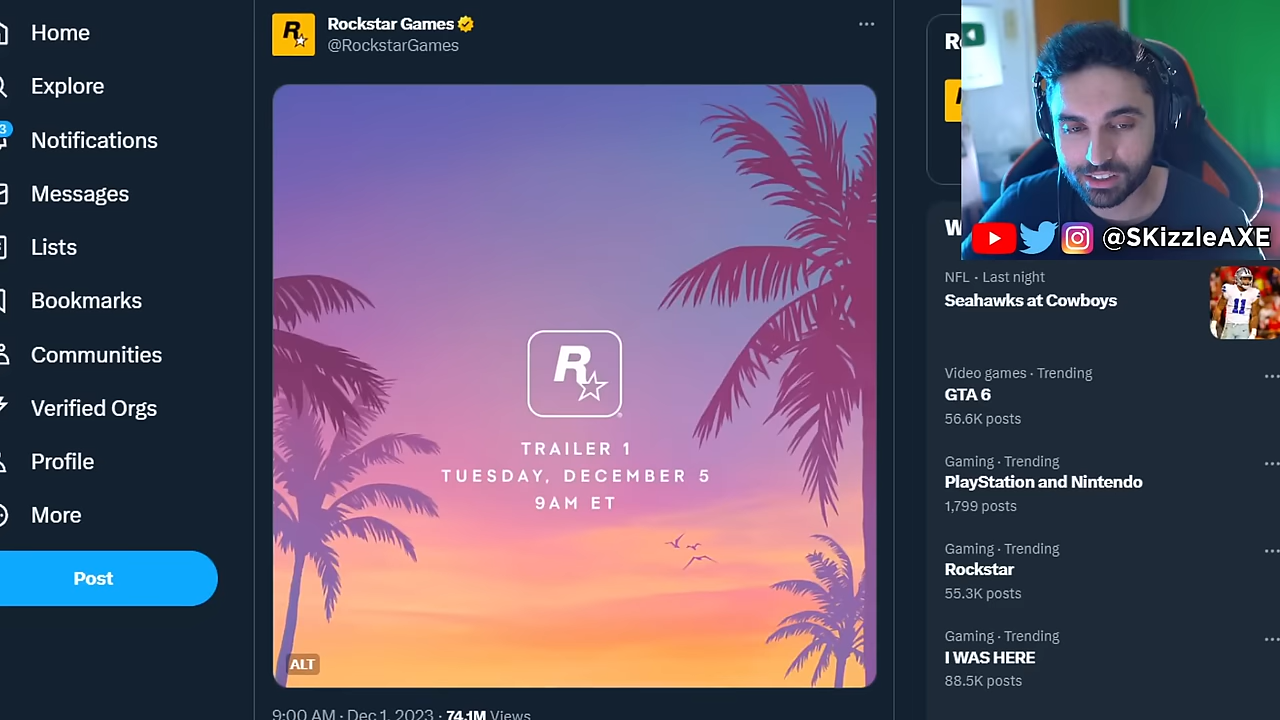 Home
Explore
3
Notifications
Messages
Lists
Bookmarks
Communities
Verified Orgs
Profile
More
Post
Rockstar Games
@RockstarGames
R
TRAILER 1
TUESDAY, DECEMBER 5
9AM ET
ALT
9:00 AM · Dec 1, 2023 · 74.1M Views
@SKizzleAXE
NFL · Last night
Seahawks at Cowboys
11
Video games · Trending
GTA 6
56.6K posts
Gaming · Trending
PlayStation and Nintendo
1,799 posts
Gaming · Trending
Rockstar
55.3K posts
Gaming · Trending
I WAS HERE
88.5K posts